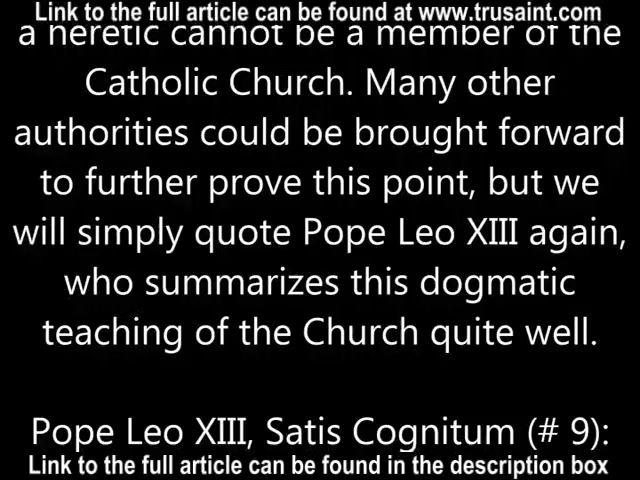 Link to the full article can be found at www.trusaint.com
a heretic cannot be a member of the
Catholic Church. Many other
authorities could be brought forward
to further prove this point, but we
will simply quote Pope Leo XIII again,
who summarizes this dogmatic
teaching of the Church quite well.
Pope Leo XIII, Satis Cognitum (# 9):
Link to the full article can be found in the description box